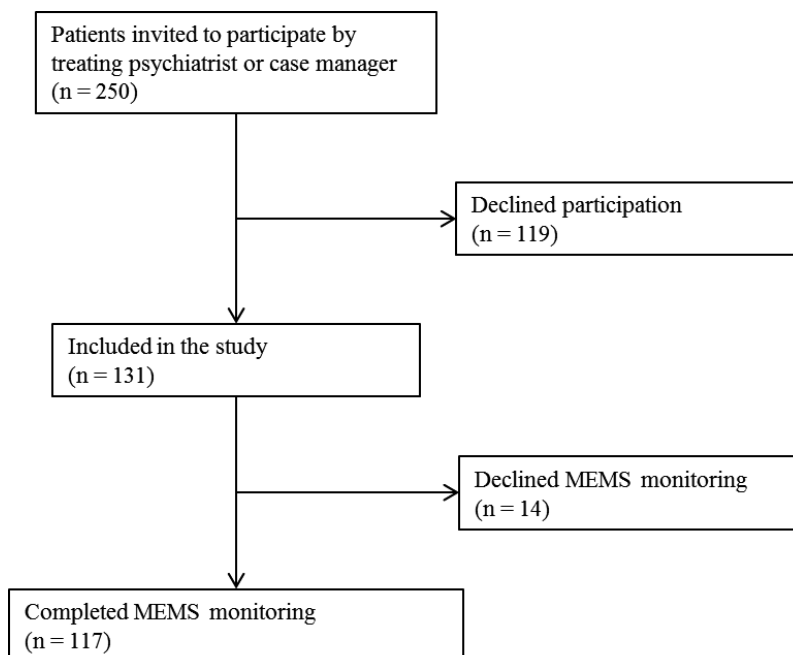 Patients invited to participate by
treating psychiatrist or case manager
(n = 250)
Declined participation
(n = 119)
Included in the study
(n = 131)
Declined MEMS monitoring
(n = 14)
Completed MEMS monitoring
(n = 117)